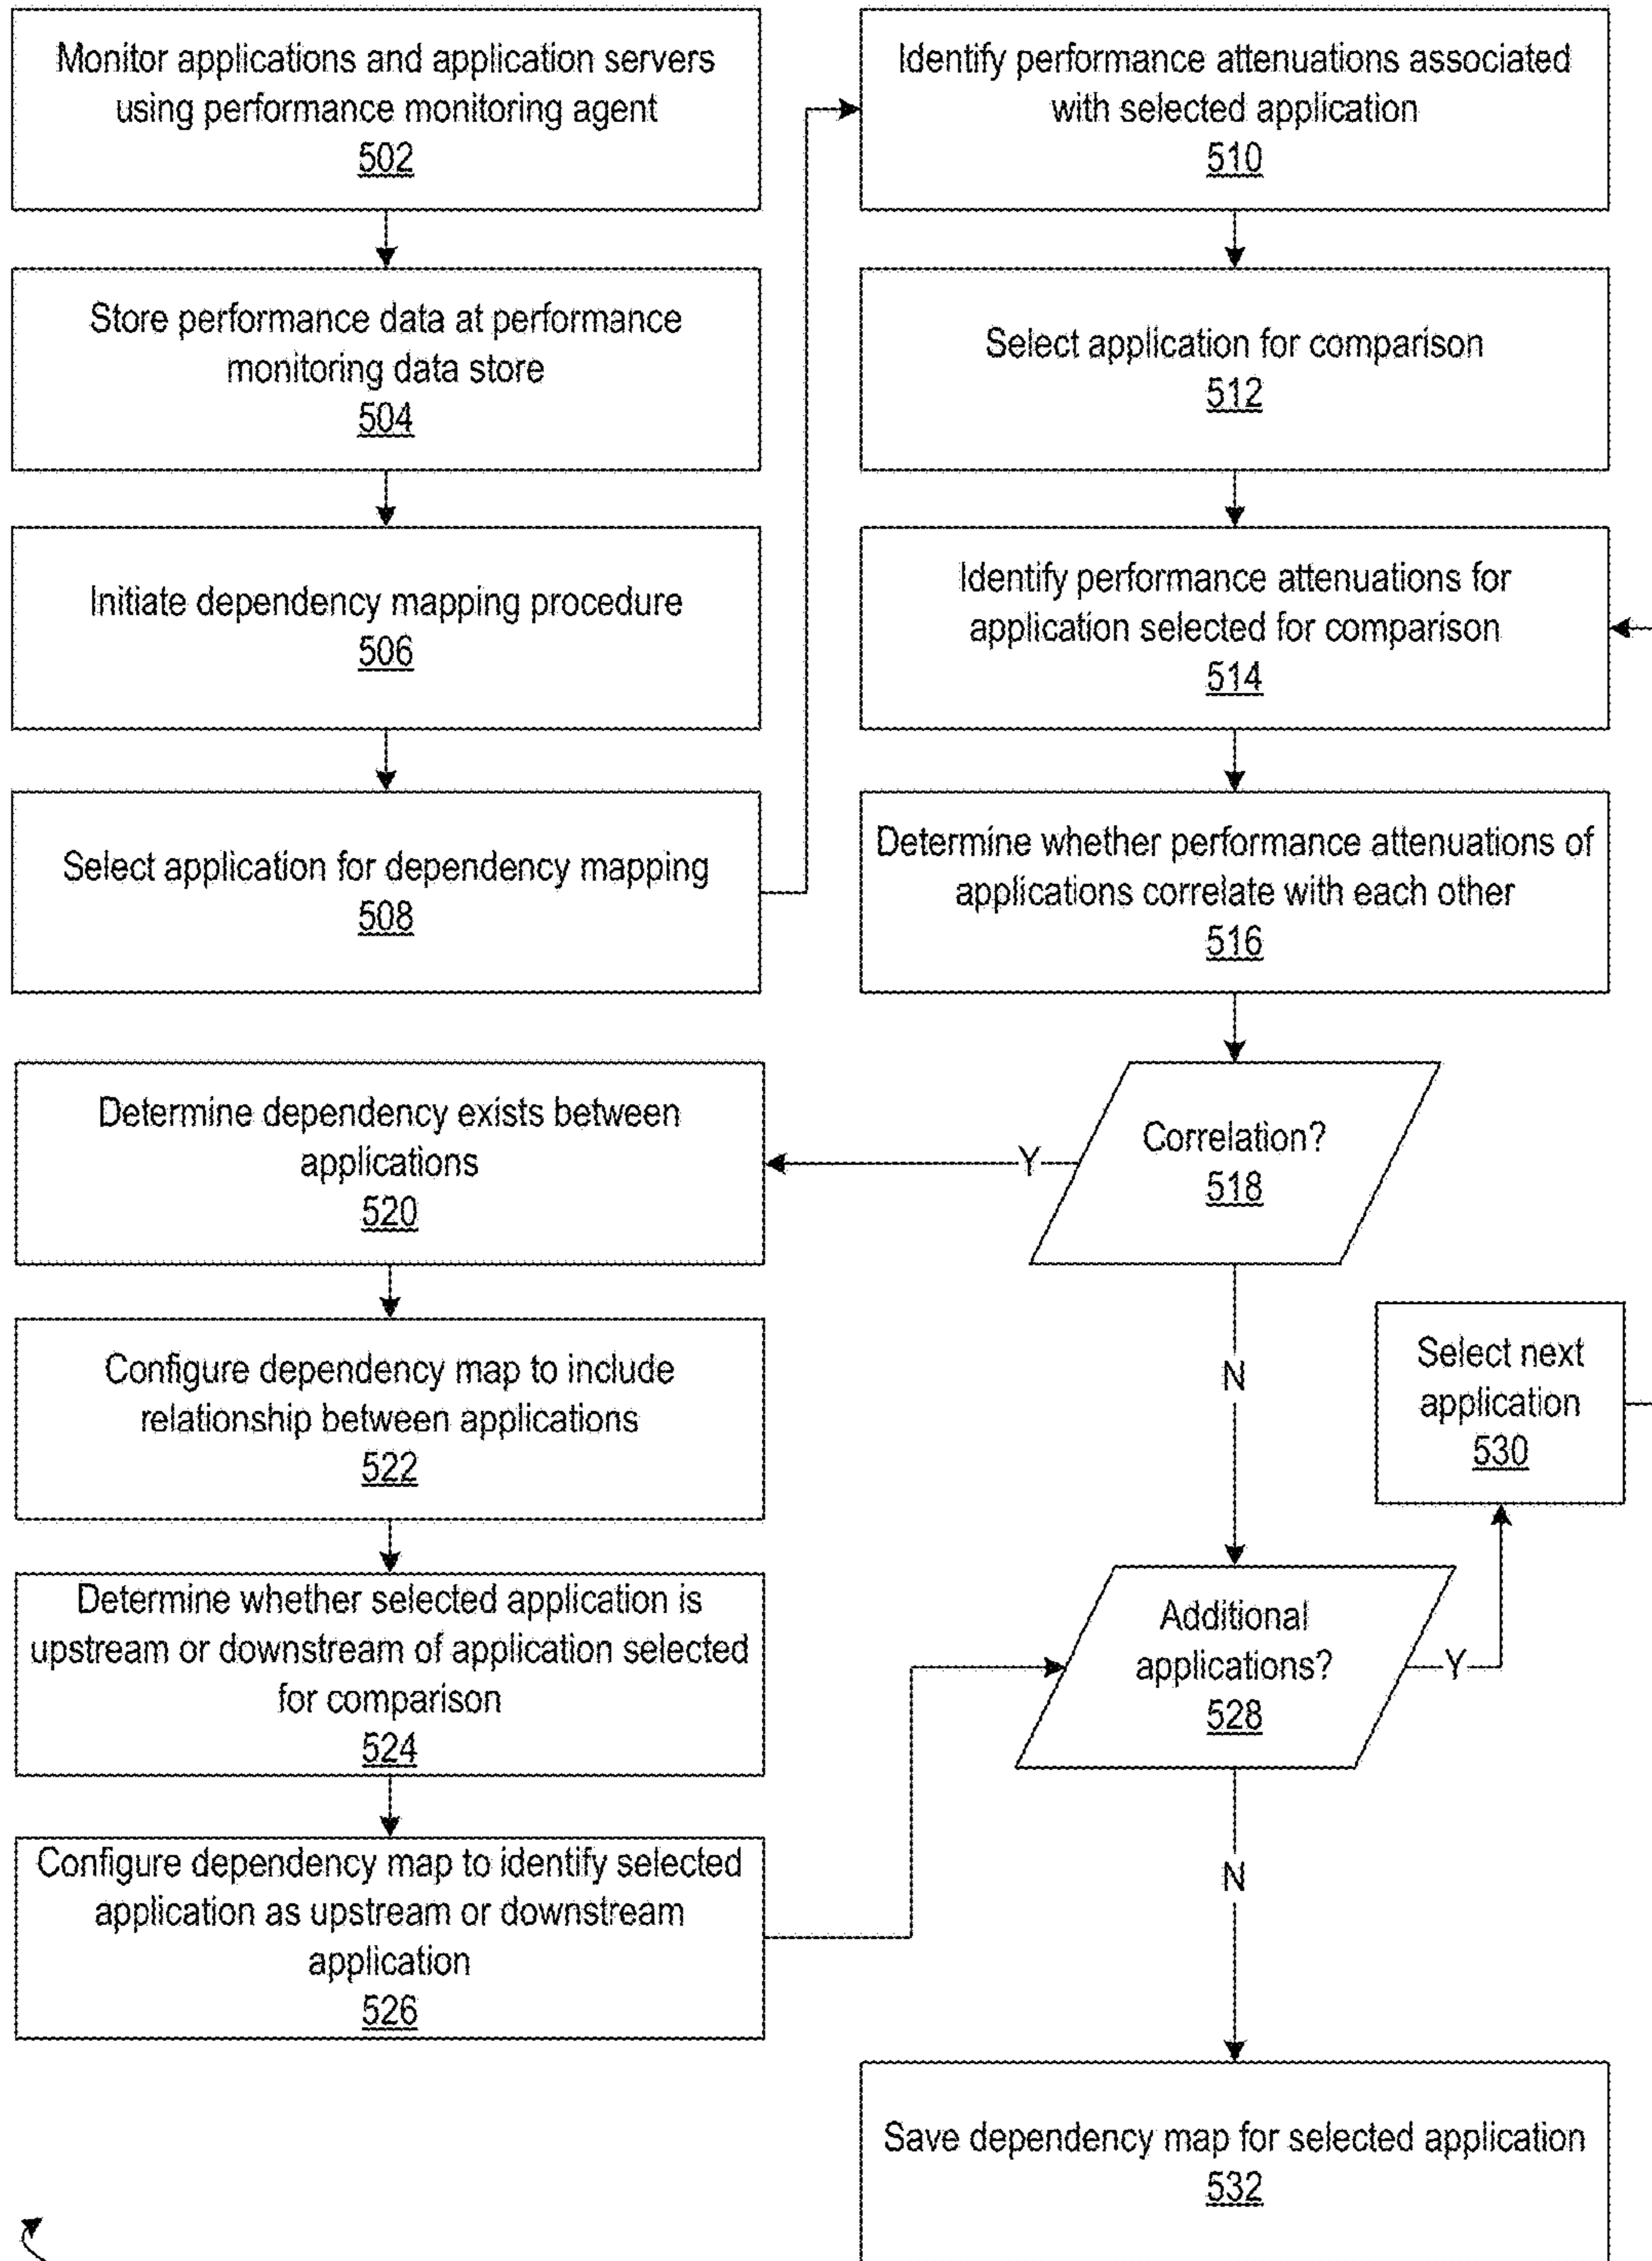 Monitor applications and application servers
using performance monitoring agent
502
Store performance data at performance
monitoring data store
504
Initiate dependency mapping procedure
506
Select application for dependency mapping
508
Identify performance attenuations associated
with selected application
510
Select application for comparison
512
Identify performance attenuations for
application selected for comparison
514
Determine whether performance attenuations of
applications correlate with each other
516
Correlation?
518
Y
N
Determine dependency exists between
applications
520
Configure dependency map to include
relationship between applications
522
Determine whether selected application is
upstream or downstream of application selected
for comparison
524
Configure dependency map to identify selected
application as upstream or downstream
application
526
Additional
applications?
528
Y
N
Select next
application
530
Save dependency map for selected application
532